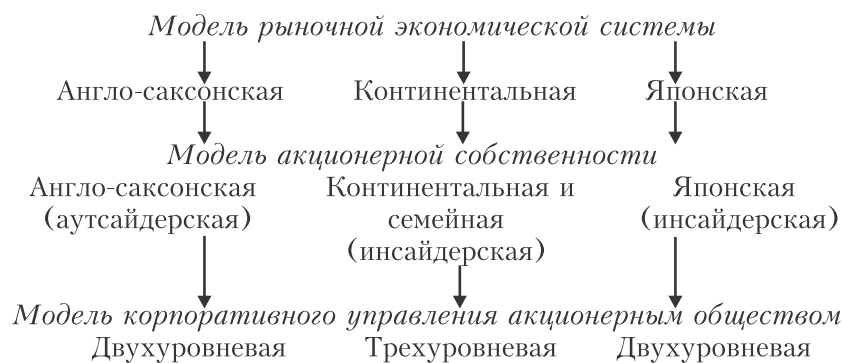 Модель рыночной экономической системы
Англо-саксонская Континентальная Японская
Модель акционерной собственности
Англо-саксонская Континентальная и Японская
(аутсайдерская) семейная (инсайдерская)
(инсайдерская)
Модель корпоративного управления акционерным обществом
Двухуровневая Трехуровневая Двухуровневая